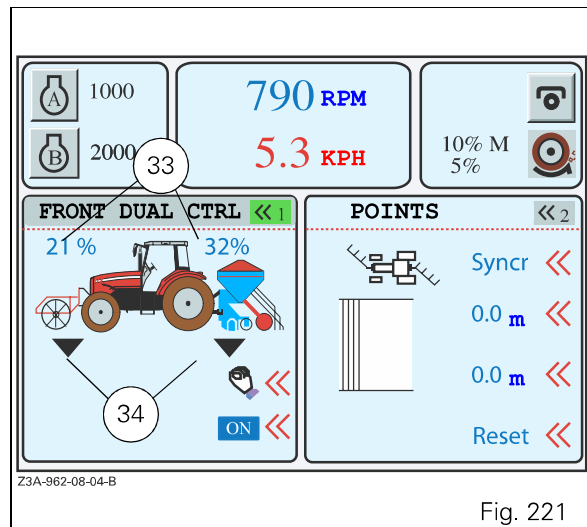 A 1000
B 2000
790 RPM
5.3 KPH
10% M
5%
33
FRONT DUAL CTRL << 1
21 % 32%
34
ON <<
POINTS << 2
Syncr <<
0.0 m <<
0.0 m <<
Reset <<
Z3A-962-08-04-B
Fig. 221